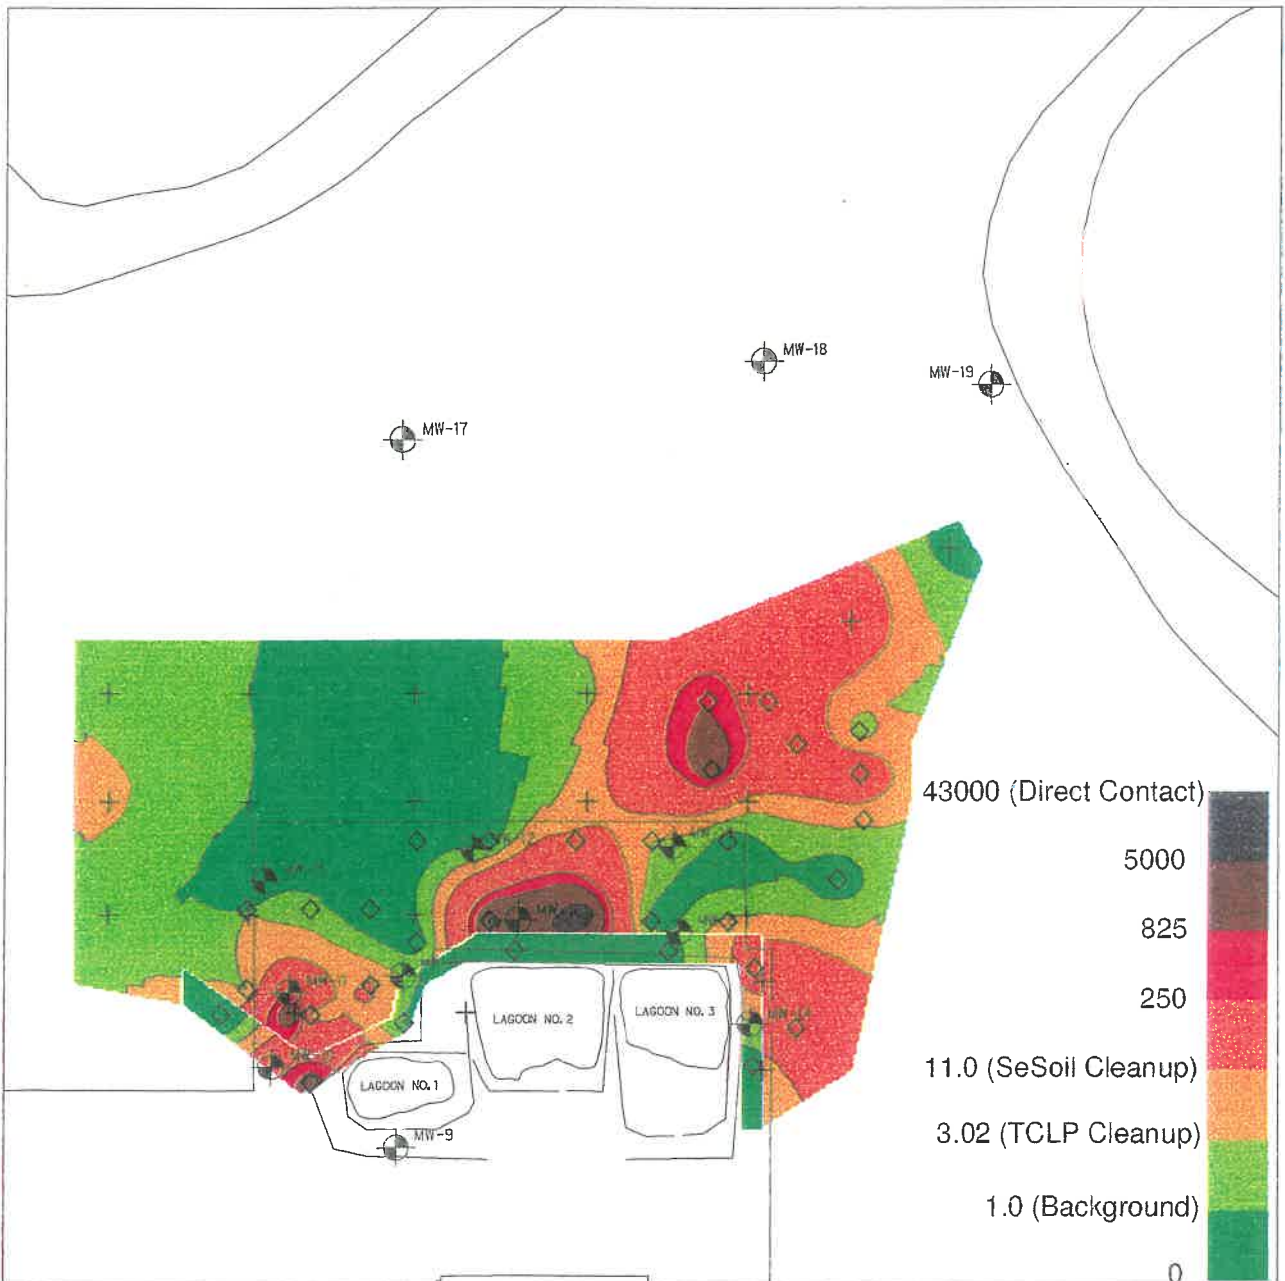 MW-18
MW-19
MW-17
43000 (Direct Contact)
5000
825
250
11.0 (SeSoil Cleanup)
3.02 (TCLP Cleanup)
1.0 (Background)
0
LAGOON NO. 2
LAGOON NO. 3
LAGOON NO. 1
MW-9